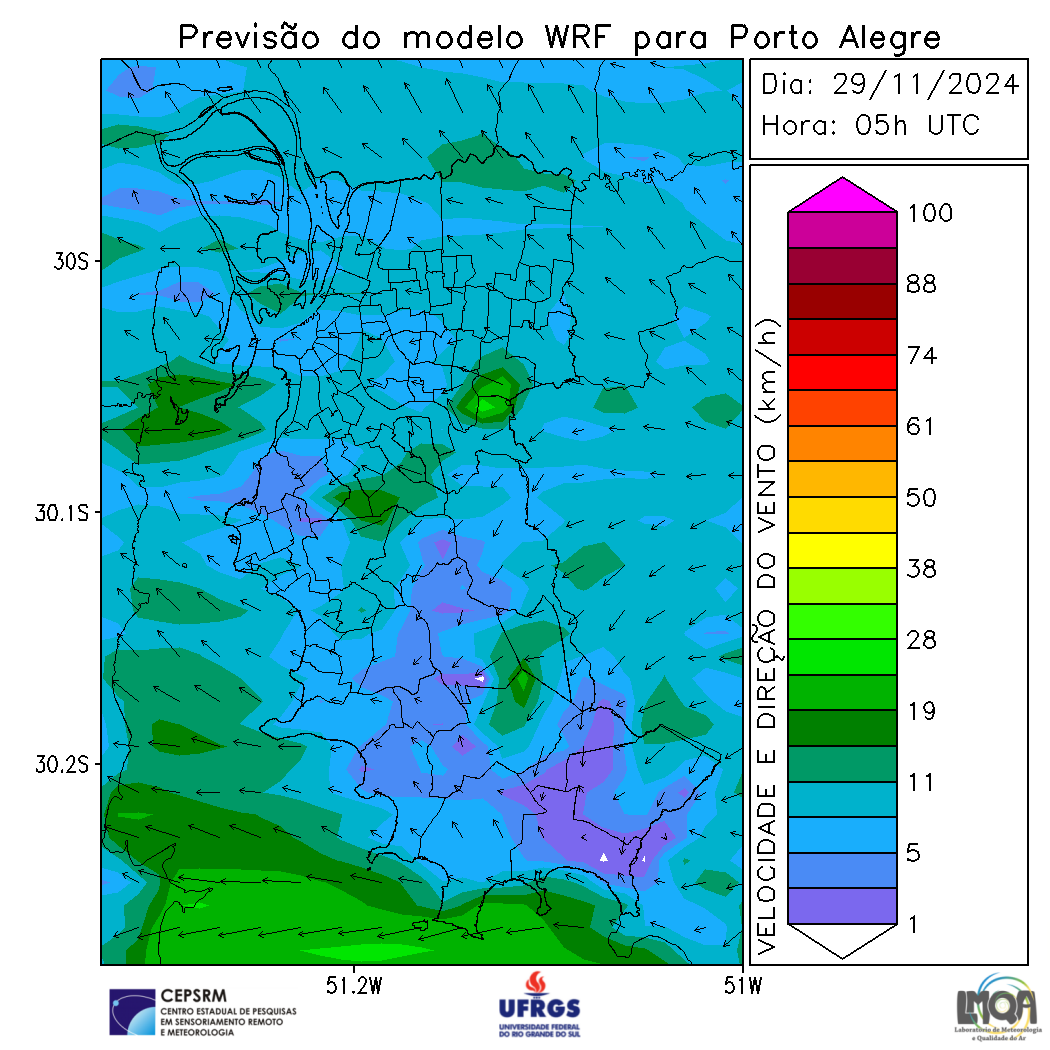 Previsão do modelo WRF para Porto Alegre
Dia: 29/11/2024
Hora: 05h UTC
30S
30.1S
30.2S
51.2W
51W
VELOCIDADE E DIREÇÃO DO VENTO (km/h)
100
88
74
61
50
38
28
19
11
5
1
CEPSRM
CENTRO ESTADUAL DE PESQUISAS
EM SENSORIAMENTO REMOTO
E METEOROLOGIA
UFRGS
UNIVERSIDADE FEDERAL
DO RIO GRANDE DO SUL
LMQA
Laboratório de Meteorologia
e Qualidade do Ar